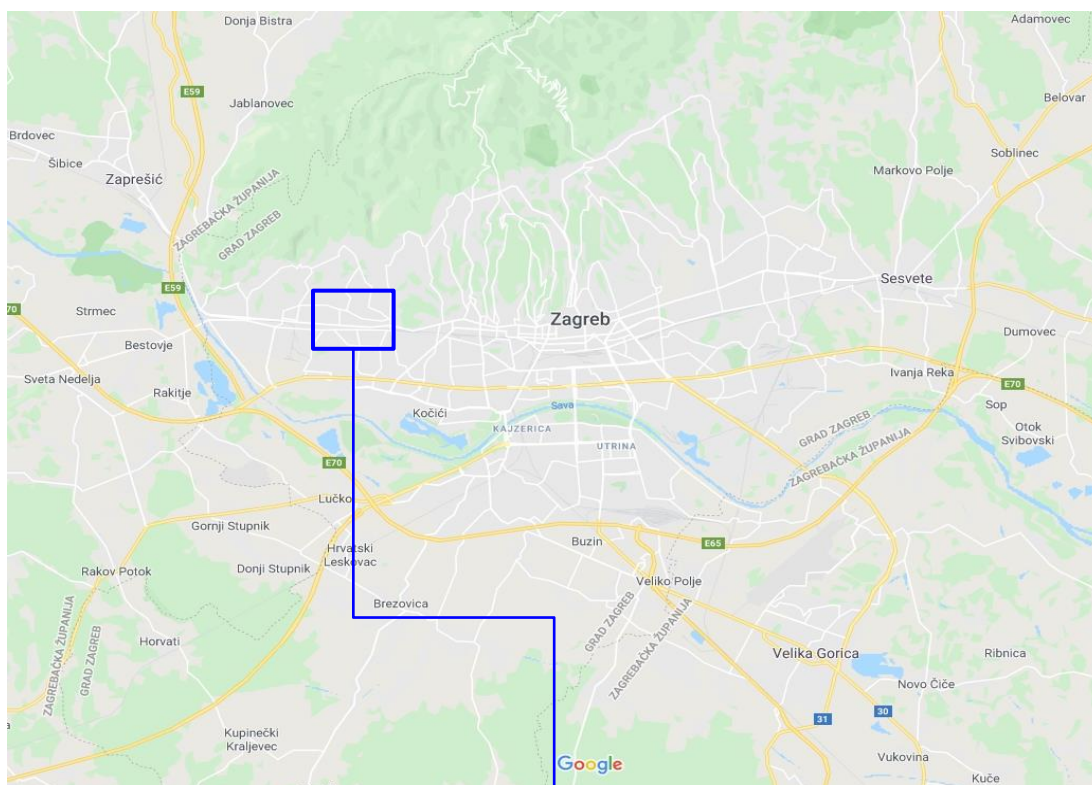 Donja Bistra
Adamovec
E59
Jablanovec
Belovar
Brdovec
Šibice
Soblinec
Zaprešić
Markovo Polje
ZAGREBAČKA ŽUPANIJA
GRAD ZAGREB
Sesvete
E59
70
Strmec
Zagreb
Dumovec
Bestovje
Ivanja Reka
Sveta Nedelja
E70
Rakitje
Kočići
Sava
Sop
KAJZERICA
GRAD ZAGREB
Otok
Svibovski
UTRINA
ZAGREBAČKA ŽUPANIJA
E70
Lučko
Gornji Stupnik
Buzin
E65
Hrvatski
Leskovac
Donji Stupnik
Rakov Potok
Veliko Polje
Brezovica
GRAD ZAGREB
ZAGREBAČKA ŽUPANIJA
Horvati
ZAGREBAČKA ŽUPANIJA
GRAD ZAGREB
Velika Gorica
Ribnica
Novo Čiče
30
31
a
Kupinečki
Kraljevec
Vukovina
Google
Kuče